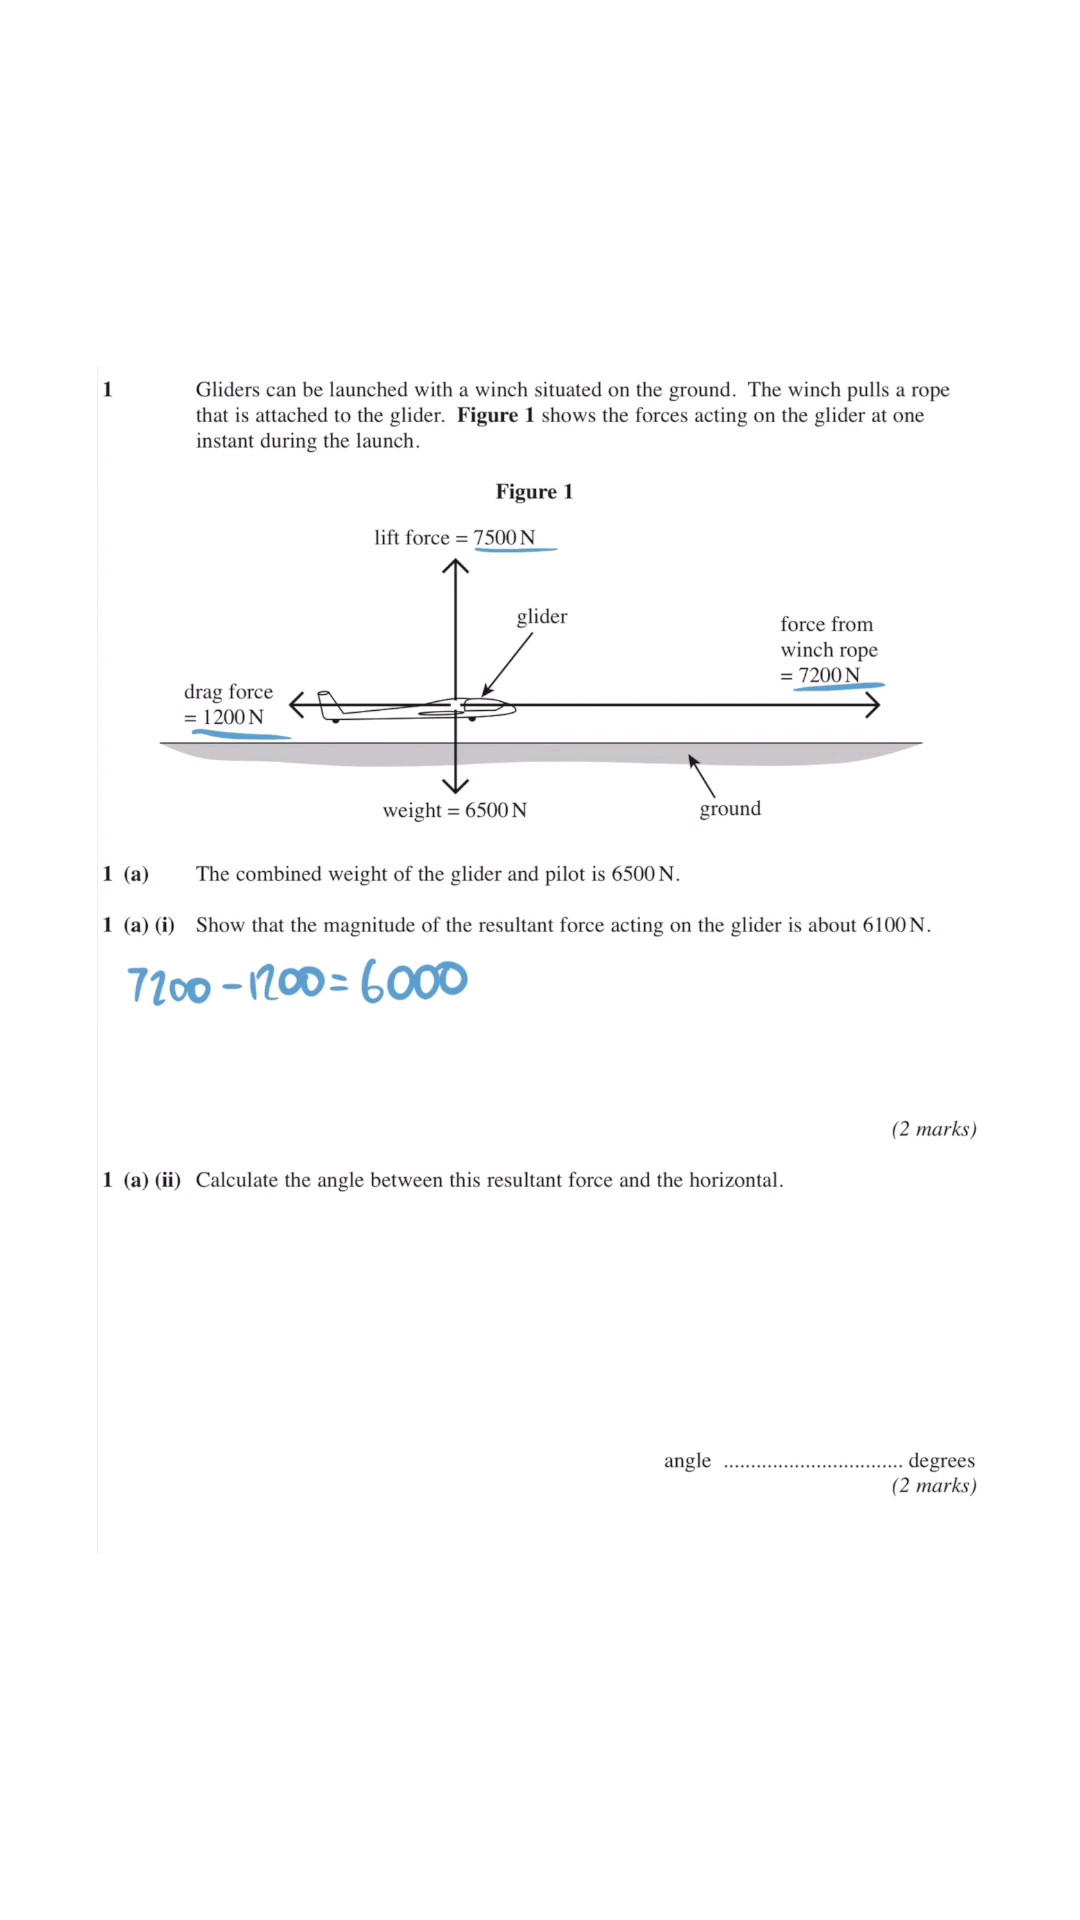 1 Gliders can be launched with a winch situated on the ground. The winch pulls a rope
that is attached to the glider. Figure 1 shows the forces acting on the glider at one
instant during the launch.
Figure 1
lift force = 7500 N
glider
force from
winch rope
= 7200 N
drag force
= 1200 N
weight = 6500 N
ground
1 (a) The combined weight of the glider and pilot is 6500 N.
1 (a) (i) Show that the magnitude of the resultant force acting on the glider is about 6100 N.
7200 - 1200 = 6000
(2 marks)
1 (a) (ii) Calculate the angle between this resultant force and the horizontal.
angle .................................. degrees
(2 marks)